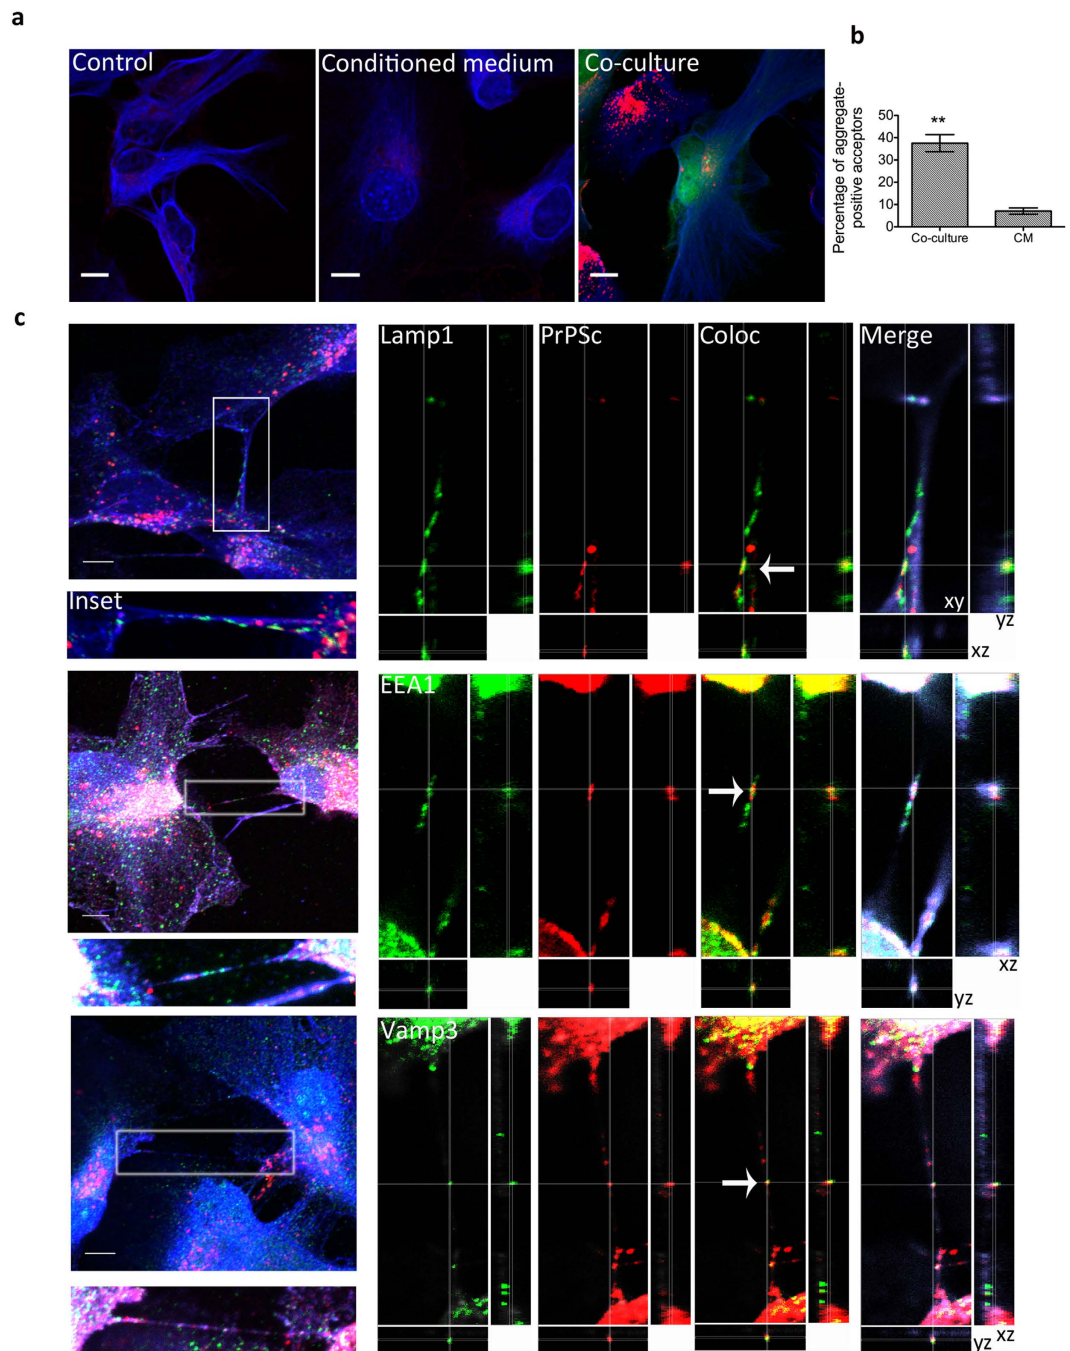 a
Control
Conditioned medium
Co-culture
b
Percentage of aggregate-
positive acceptors
50
40
30
20
10
0
**
Co-culture
CM
c
Lamp1
PrPSc
Coloc
Merge
xy
yz
xz
Inset
EEA1
xz
yz
Vamp3
yz
xz